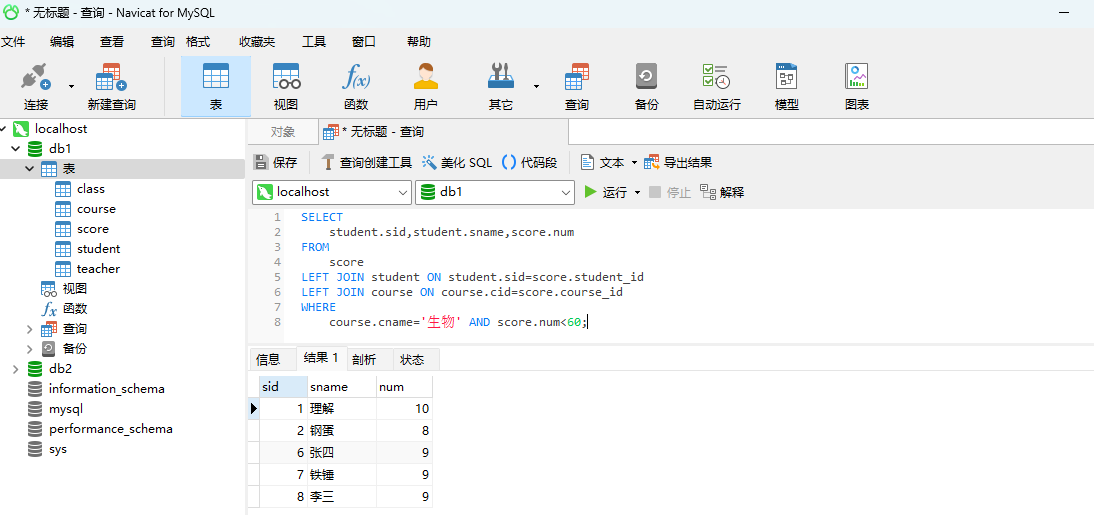 * 无标题 - 查询 - Navicat for MySQL
文件 编辑 查看 查询 格式 收藏夹 工具 窗口 帮助
连接 新建查询 表 视图 函数 用户 其它 查询 备份 自动运行 模型 图表
localhost
db1
表
class
course
score
student
teacher
视图
函数
查询
备份
db2
information_schema
mysql
performance_schema
sys
对象 * 无标题 - 查询
保存 查询创建工具 美化 SQL 代码段 文本 导出结果
localhost db1 运行 停止 解释
1 SELECT
2 student.sid,student.sname,score.num
3 FROM
4 score
5 LEFT JOIN student ON student.sid=score.student_id
6 LEFT JOIN course ON course.cid=score.course_id
7 WHERE
8 course.cname='生物' AND score.num<60;
信息 结果 1 剖析 状态
sid sname num
1 理解 10
2 钢蛋 8
6 张四 9
7 铁锤 9
8 李三 9